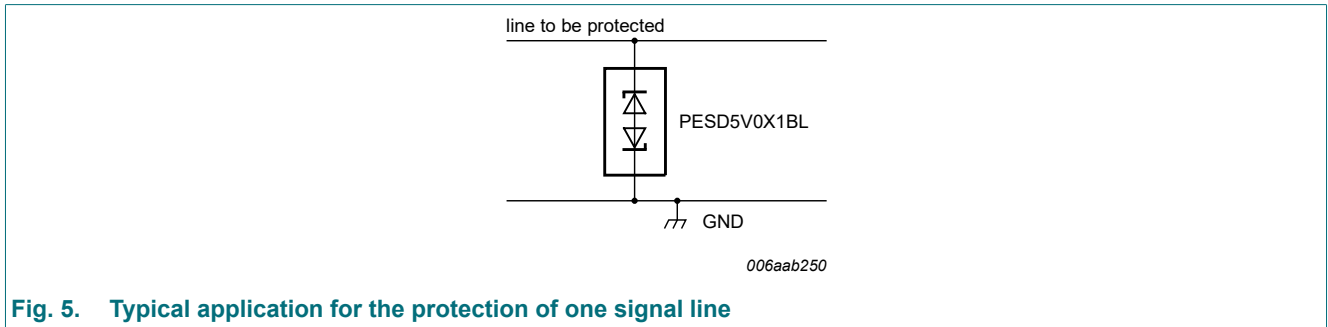 line to be protected
PESD5V0X1BL
GND
006aab250
Fig. 5. Typical application for the protection of one signal line